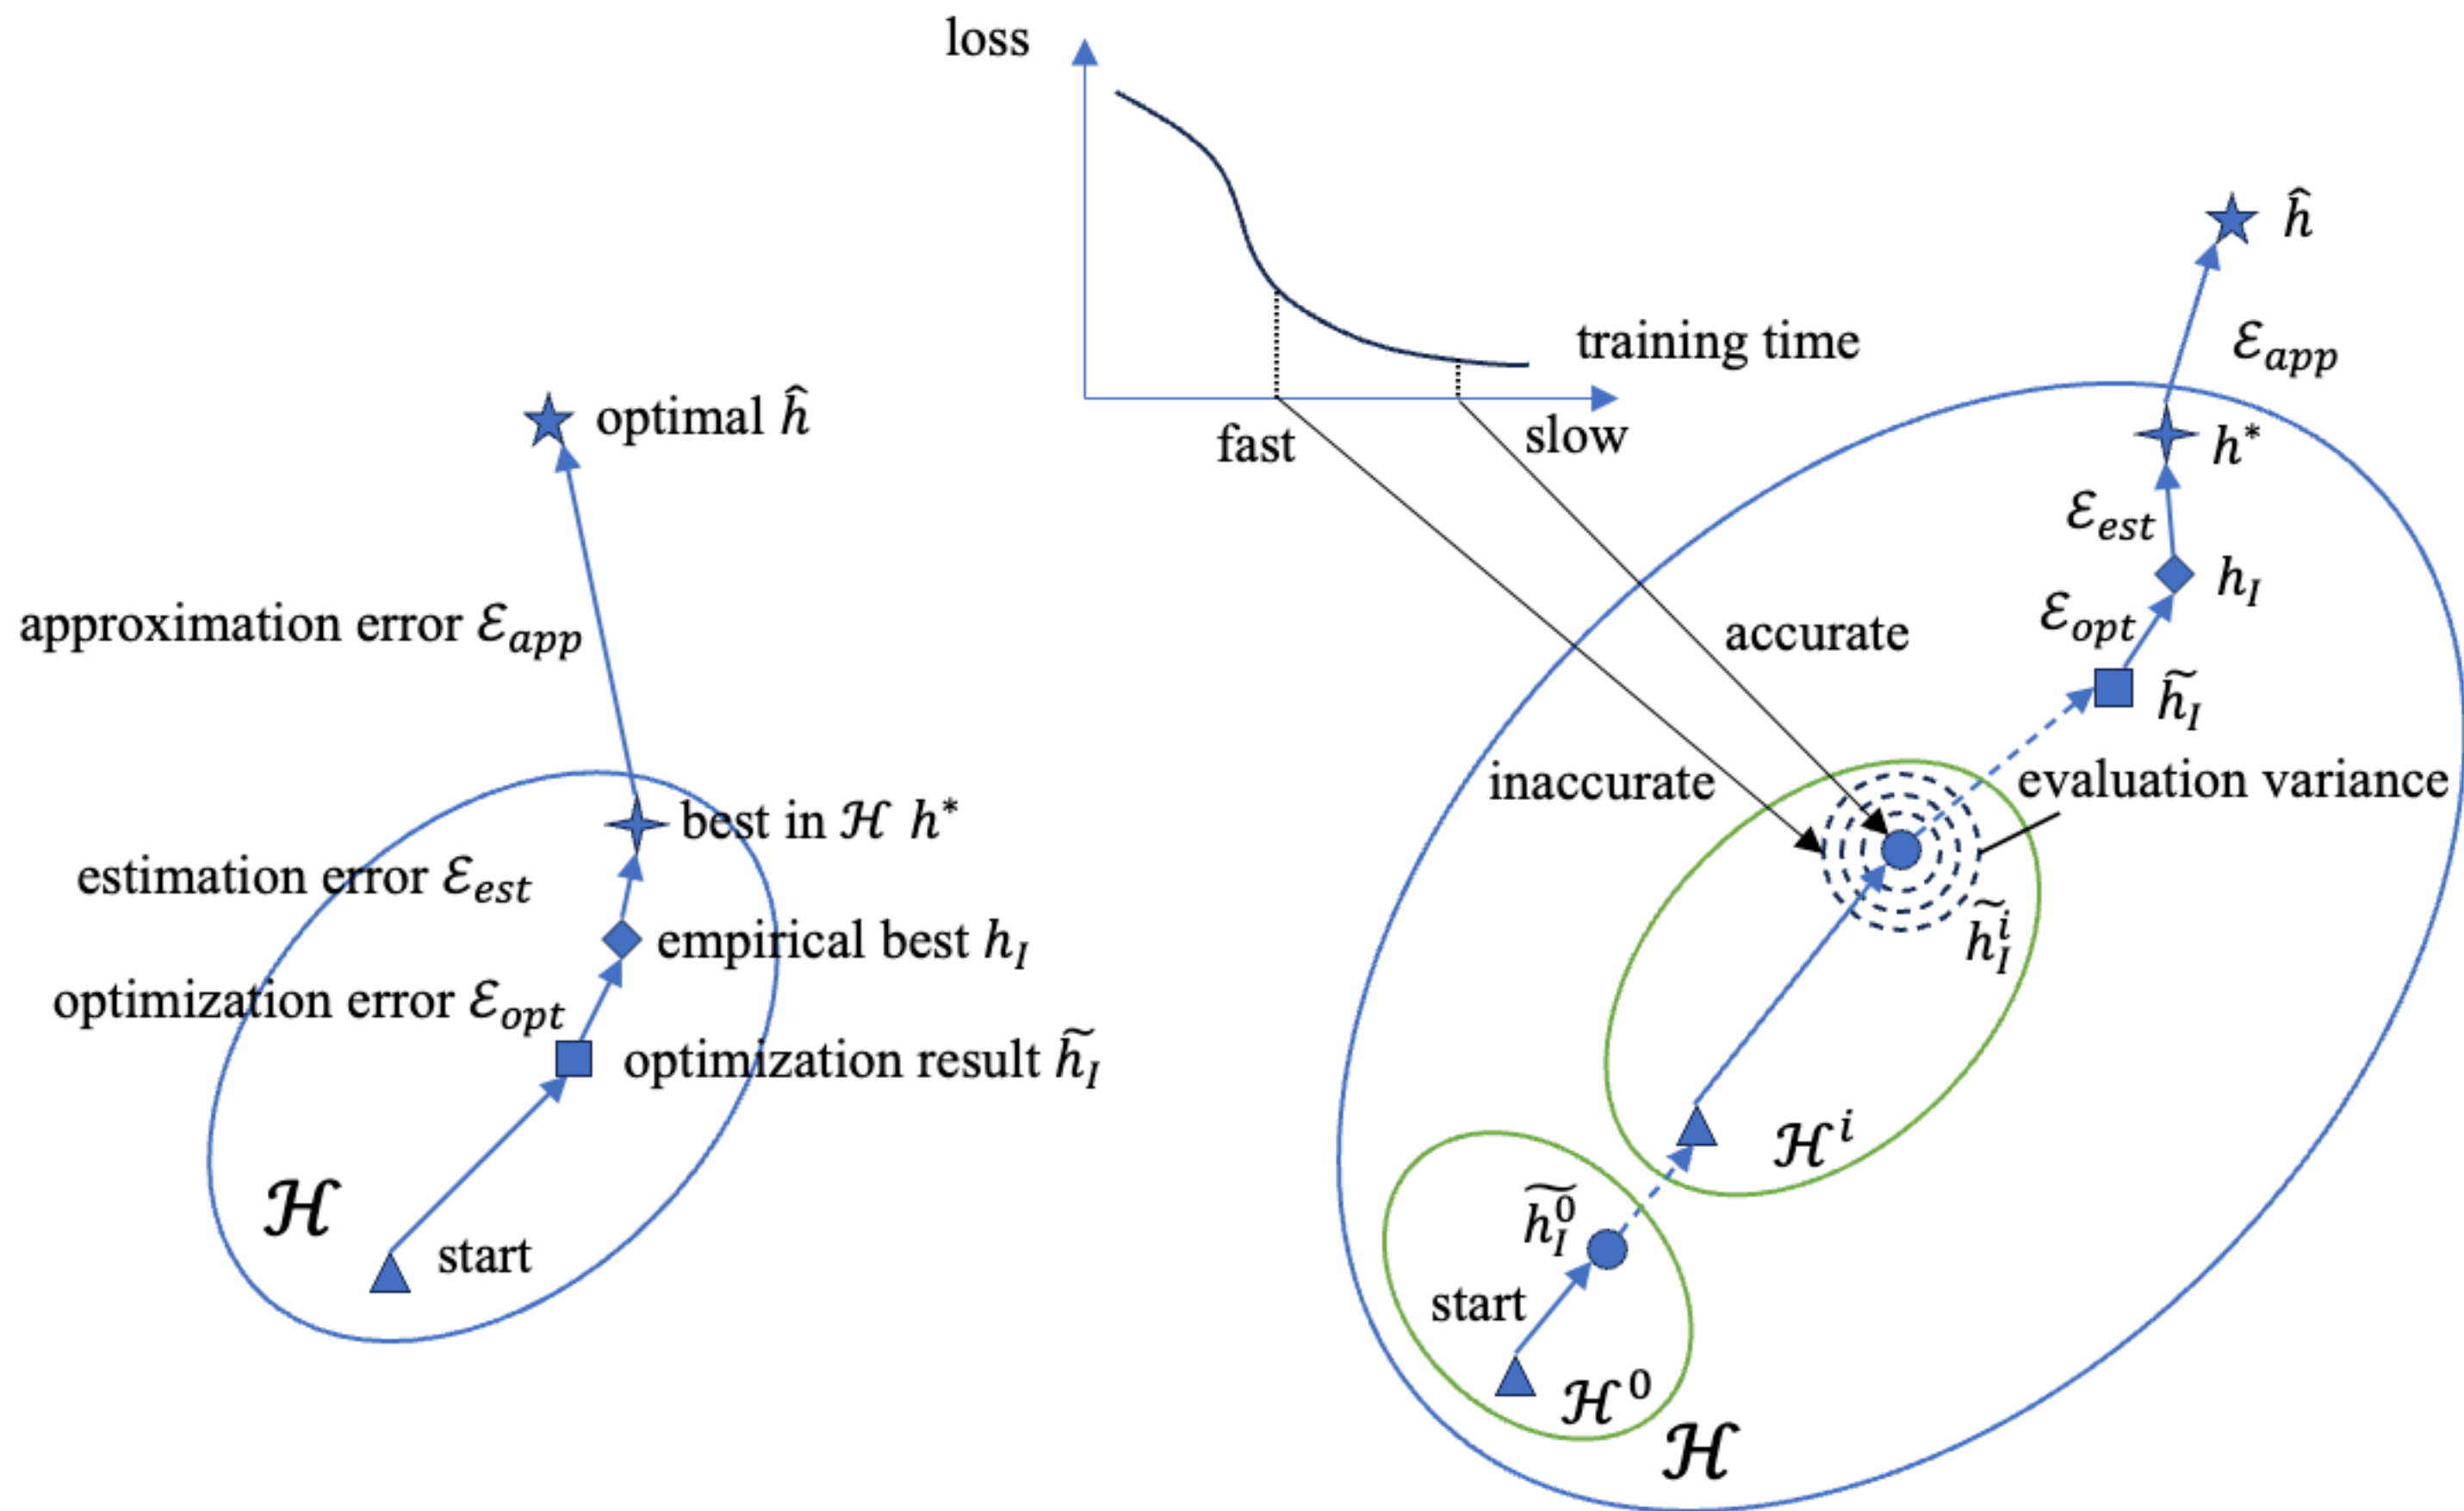 optimal ĥ
approximation error ℰ_app
best in ℋ h*
estimation error ℰ_est
empirical best h_I
optimization error ℰ_opt
optimization result h̃_I
ℋ
start
loss
training time
fast
slow
ĥ
ℰ_app
h*
ℰ_est
h_I
ℰ_opt
h̃_I
accurate
inaccurate
evaluation variance
h̃_I^i
ℋ^i
h̃_I^0
start
ℋ^0
ℋ